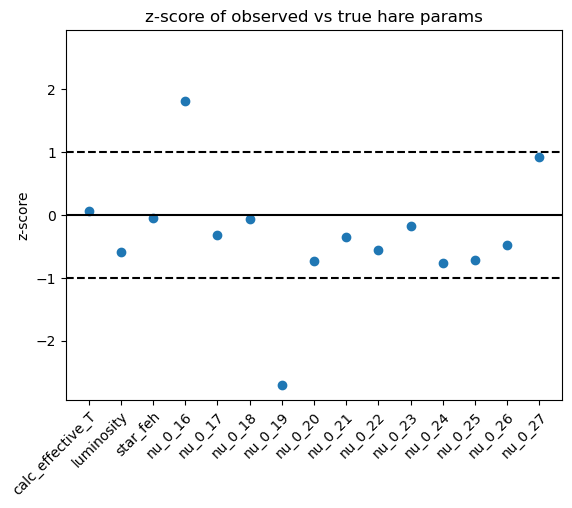 z-score of observed vs true hare params
z-score
2
1
0
−1
−2
calc_effective_T
luminosity
star_feh
nu_0_16
nu_0_17
nu_0_18
nu_0_19
nu_0_20
nu_0_21
nu_0_22
nu_0_23
nu_0_24
nu_0_25
nu_0_26
nu_0_27